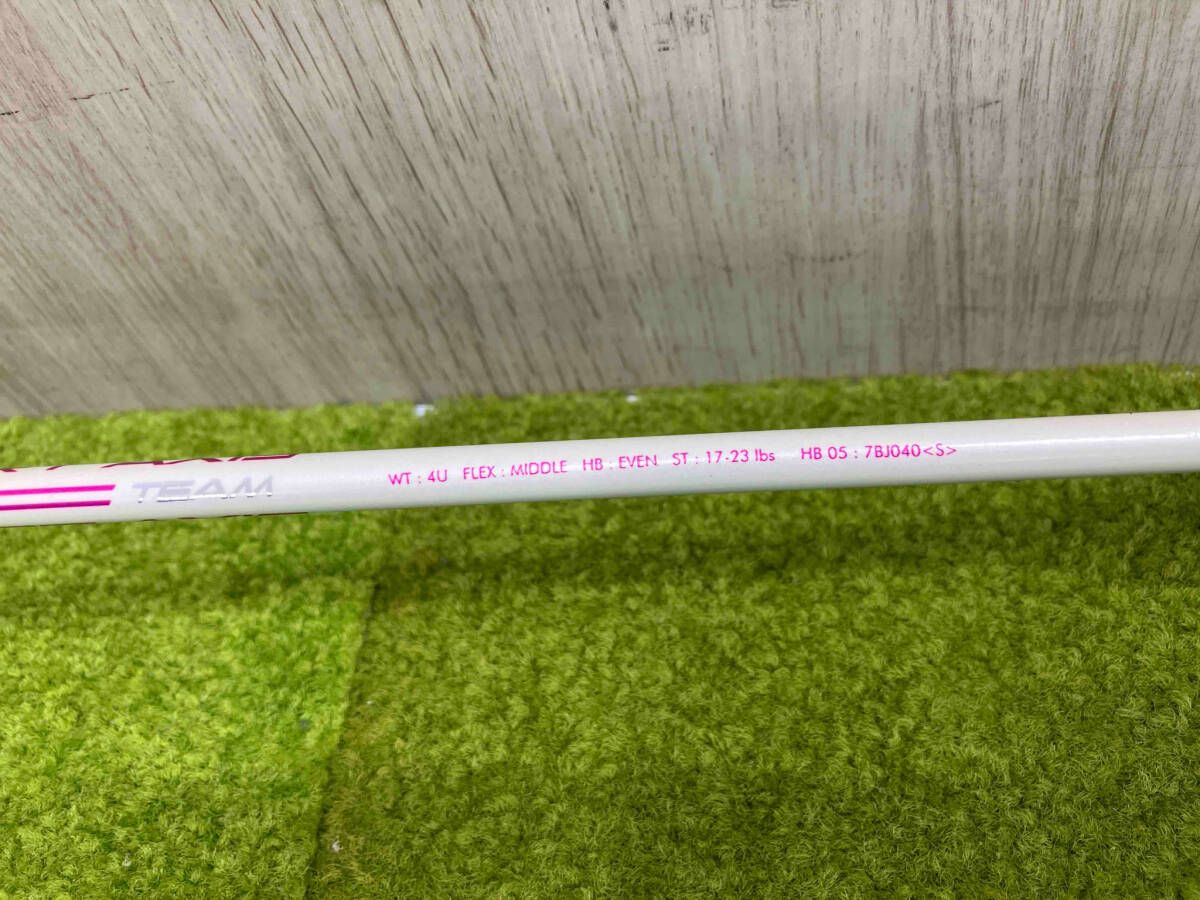 TEAM
WT : 4U FLEX : MIDDLE HB : EVEN ST : 17-23 lbs HB 05 : 7BJ040<S>